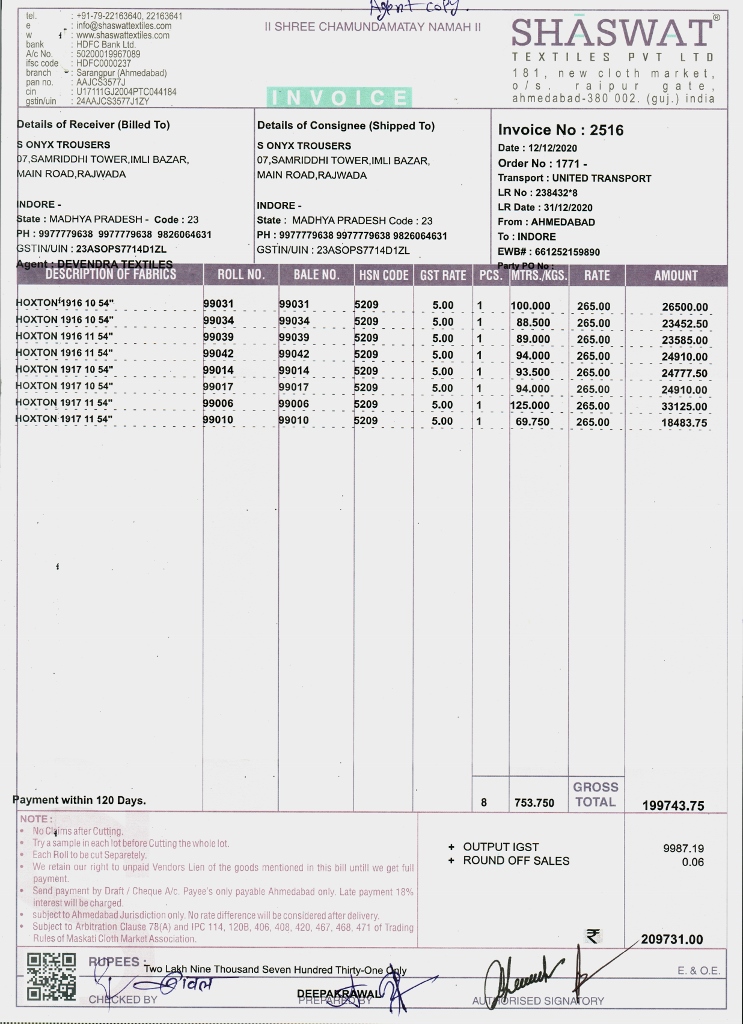 Agent copy.
tel. : +91-79-22163640, 22163641
e : info@shaswattextiles.com
w : www.shaswattextiles.com
bank : HDFC Bank Ltd.
A/c No. : 50200019967089
ifsc code : HDFC0000237
branch : Sarangpur (Ahmedabad)
pan no. : AAJCS3577J
cin : U17111GJ2004PTC044184
gstin/uin : 24AAJCS3577J1ZY
II SHREE CHAMUNDAMATAY NAMAH II
INVOICE
SHASWAT®
TEXTILES PVT LTD
181, new cloth market,
o/s. raipur gate,
ahmedabad-380 002. (guj.) india
Details of Receiver (Billed To)
S ONYX TROUSERS
07,SAMRIDDHI TOWER,IMLI BAZAR,
MAIN ROAD,RAJWADA
INDORE -
State : MADHYA PRADESH - Code : 23
PH : 9977779638 9977779638 9826064631
GSTIN/UIN : 23ASOPS7714D1ZL
Agent : DEVENDRA TEXTILES
Details of Consignee (Shipped To)
S ONYX TROUSERS
07,SAMRIDDHI TOWER,IMLI BAZAR,
MAIN ROAD,RAJWADA
INDORE -
State : MADHYA PRADESH Code : 23
PH : 9977779638 9977779638 9826064631
GSTIN/UIN : 23ASOPS7714D1ZL
Invoice No : 2516
Date : 12/12/2020
Order No : 1771 -
Transport : UNITED TRANSPORT
LR No : 238432*8
LR Date : 31/12/2020
From : AHMEDABAD
To : INDORE
EWB# : 661252159890
Party PO No :
DESCRIPTION OF FABRICS ROLL NO. BALE NO. HSN CODE GST RATE PCS. MTRS./KGS. RATE AMOUNT
HOXTON 1916 10 54" 99031 99031 5209 5.00 1 100.000 265.00 26500.00
HOXTON 1916 10 54" 99034 99034 5209 5.00 1 88.500 265.00 23452.50
HOXTON 1916 11 54" 99039 99039 5209 5.00 1 89.000 265.00 23585.00
HOXTON 1916 11 54" 99042 99042 5209 5.00 1 94.000 265.00 24910.00
HOXTON 1917 10 54" 99014 99014 5209 5.00 1 93.500 265.00 24777.50
HOXTON 1917 10 54" 99017 99017 5209 5.00 1 94.000 265.00 24910.00
HOXTON 1917 11 54" 99006 99006 5209 5.00 1 125.000 265.00 33125.00
HOXTON 1917 11 54" 99010 99010 5209 5.00 1 69.750 265.00 18483.75
Payment within 120 Days. 8 753.750 GROSS TOTAL 199743.75
NOTE :
• No Claims after Cutting.
• Try a sample in each lot before Cutting the whole lot.
• Each Roll to be cut Separetely.
• We retain our right to unpaid Vendors Lien of the goods mentioned in this bill untill we get full
payment.
• Send payment by Draft / Cheque A/c. Payee's only payable Ahmedabad only. Late payment 18%
interest will be charged.
• subject to Ahmedabad Jurisdiction only. No rate difference will be considered after delivery.
• Subject to Arbitration Clause 7B(A) and IPC 114, 120B, 406, 408, 420, 467, 468, 471 of Trading
Rules of Maskati Cloth Market Association.
+ OUTPUT IGST 9987.19
+ ROUND OFF SALES 0.06
₹ 209731.00
RUPEES : Two Lakh Nine Thousand Seven Hundred Thirty-One Only
E. & O.E.
CHECKED BY
DEEPAKRAWAL
PREPARED BY
AUTHORISED SIGNATORY